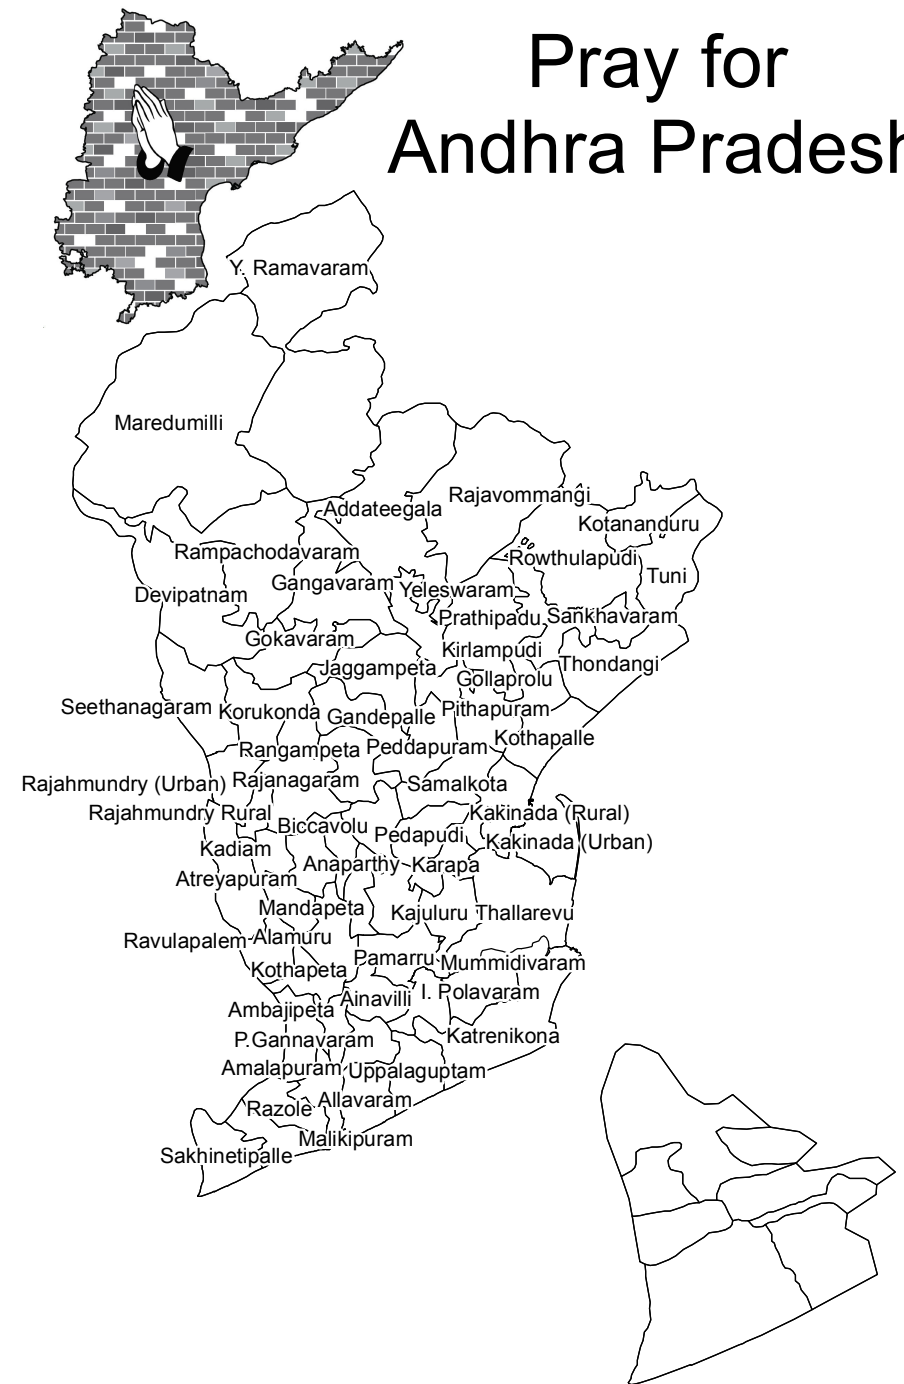 Pray for
Andhra Pradesh
Y. Ramavaram
Maredumilli
Addateegala
Rajavommangi
Kotananduru
Rampachodavaram
Rowthulapudi
Gangavaram
Yeleswaram
Tuni
Devipatnam
Prathipadu
Sankhavaram
Gokavaram
Kirlampudi
Jaggampeta
Thondangi
Gollaprolu
Seethanagaram
Korukonda
Gandepalle
Pithapuram
Rangampeta
Peddapuram
Kothapalle
Rajahmundry (Urban)
Rajanagaram
Samalkota
Rajahmundry Rural
Kakinada (Rural)
Biccavolu
Pedapudi
Kakinada (Urban)
Kadiam
Anaparthy
Karapa
Atreyapuram
Mandapeta
Kajuluru
Thallarevu
Ravulapalem
Alamuru
Pamarru
Mummidivaram
Kothapeta
Ainavilli
I. Polavaram
Ambajipeta
P.Gannavaram
Katrenikona
Amalapuram
Uppalaguptam
Razole
Allavaram
Malikipuram
Sakhinetipalle